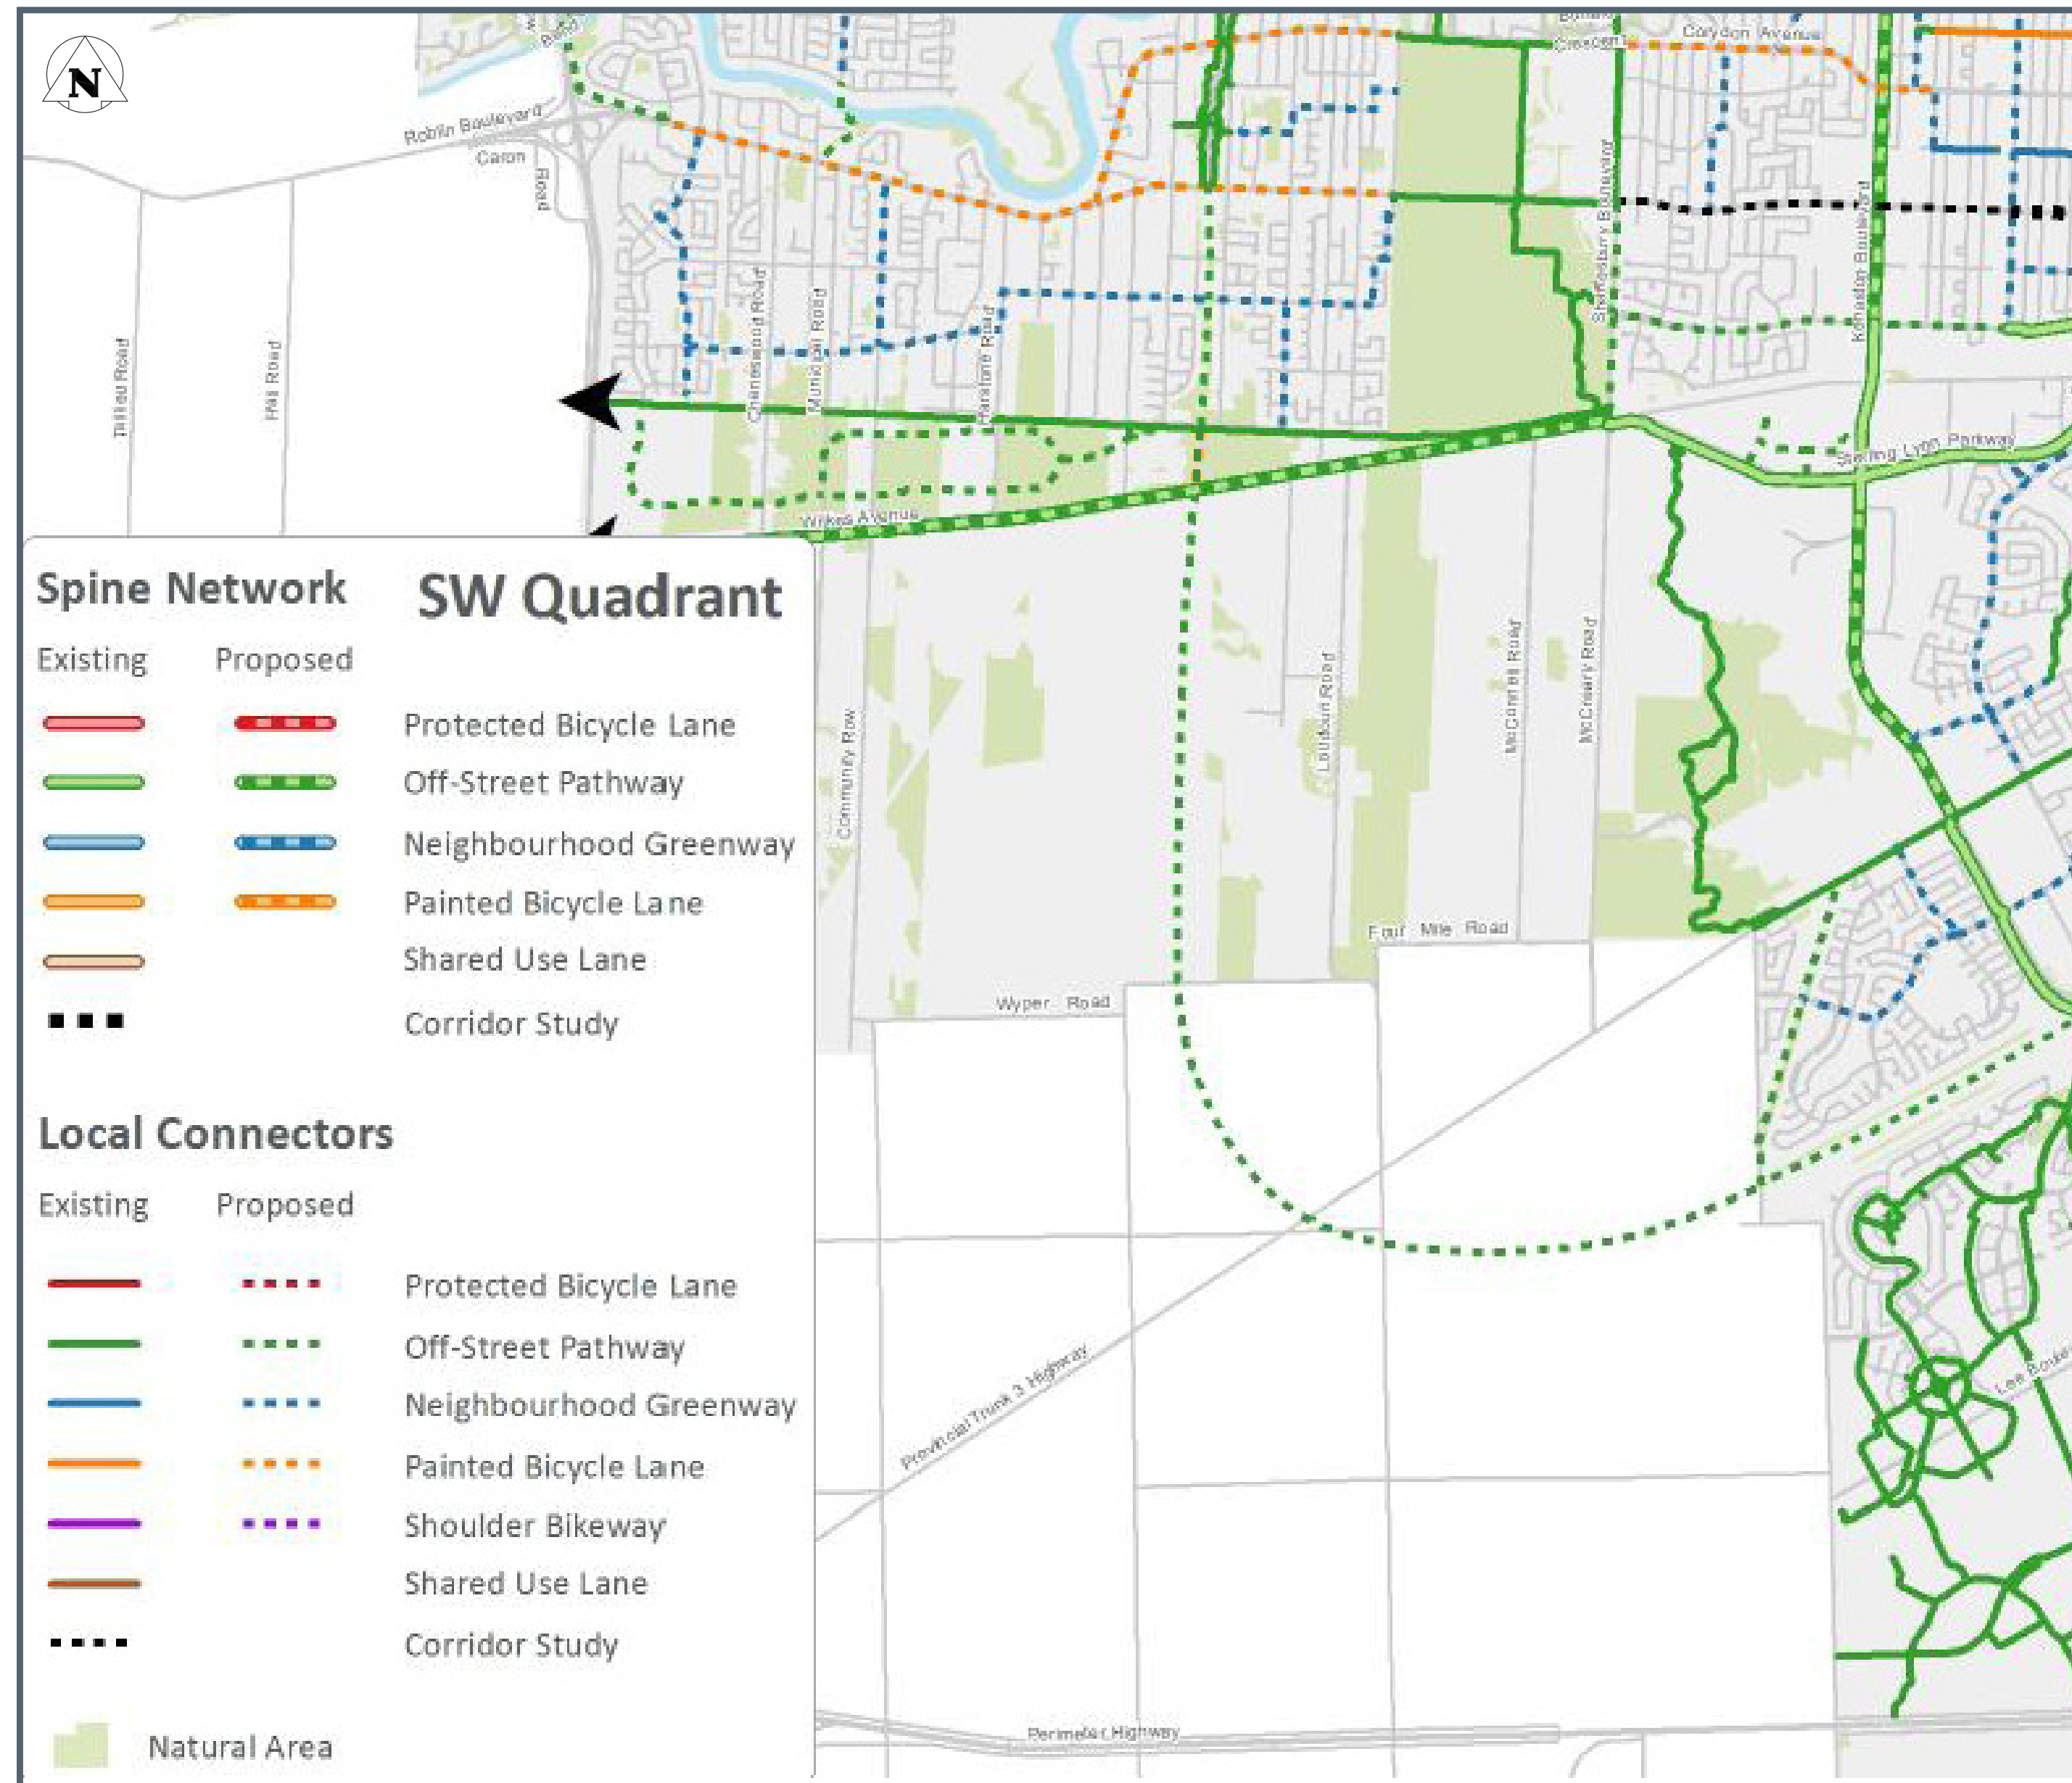 N
Corydon Avenue
Crescent
Roblin Boulevard
Caron
Road
Shaftesbury Boulevard
Kenaston Boulevard
Charleswood Road
Municipal Road
Harstone Road
Trilleau Road
Hills Road
Sterling Lyon Parkway
Wilkes Avenue
Spine Network
SW Quadrant
Existing Proposed
Protected Bicycle Lane
Off-Street Pathway
Neighbourhood Greenway
Painted Bicycle Lane
Shared Use Lane
Corridor Study
Community Row
Loudoun Road
McCreary Road
Four Mile Road
Wyper Road
Local Connectors
Existing Proposed
Protected Bicycle Lane
Off-Street Pathway
Neighbourhood Greenway
Painted Bicycle Lane
Shoulder Bikeway
Shared Use Lane
Corridor Study
Provincial Trunk 3 Highway
Perimeter Highway
Natural Area